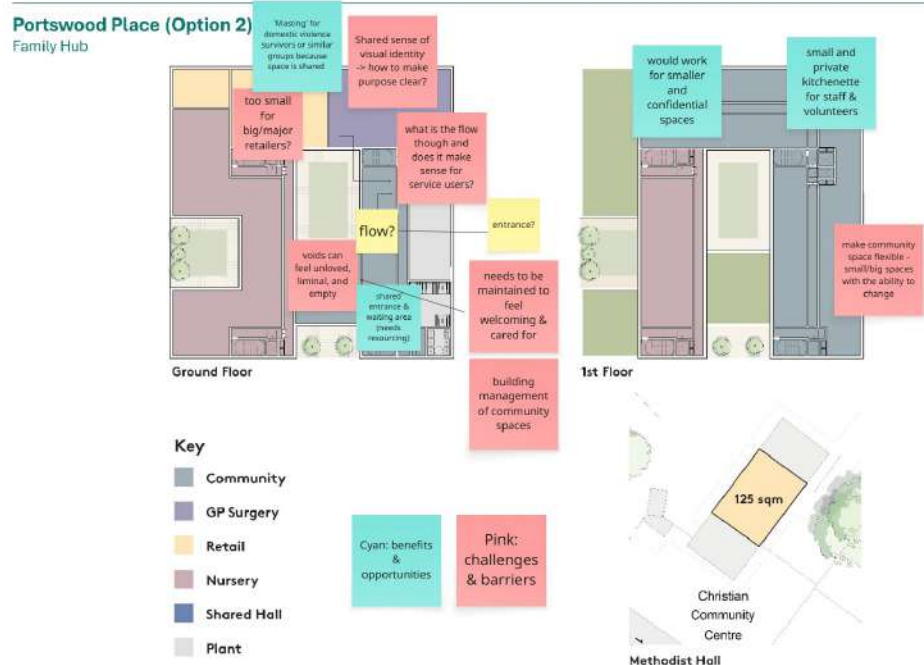 Portswood Place (Option 2)
Family Hub
'Masting' for
domestic violence
survivors or similar
groups because
space is shared
Shared sense of
visual identity
-> how to make
purpose clear?
too small
for
big/major
retailers?
what is the flow
though and
does it make
sense for
service users?
flow?
entrance?
voids can
feel unloved,
liminal, and
empty
shared
entrance &
waiting area
(needs
resourcing)
needs to be
maintained to
feel
welcoming &
cared for
building
management
of community
spaces
Ground Floor
would work
for smaller
and
confidential
spaces
small and
private
kitchenette
for staff &
volunteers
make community
space flexible -
small/big spaces
with the ability to
change
1st Floor
Key
Community
GP Surgery
Retail
Nursery
Shared Hall
Plant
Cyan: benefits
&
opportunities
Pink:
challenges
& barriers
125 sqm
Christian
Community
Centre
Methodist Hall